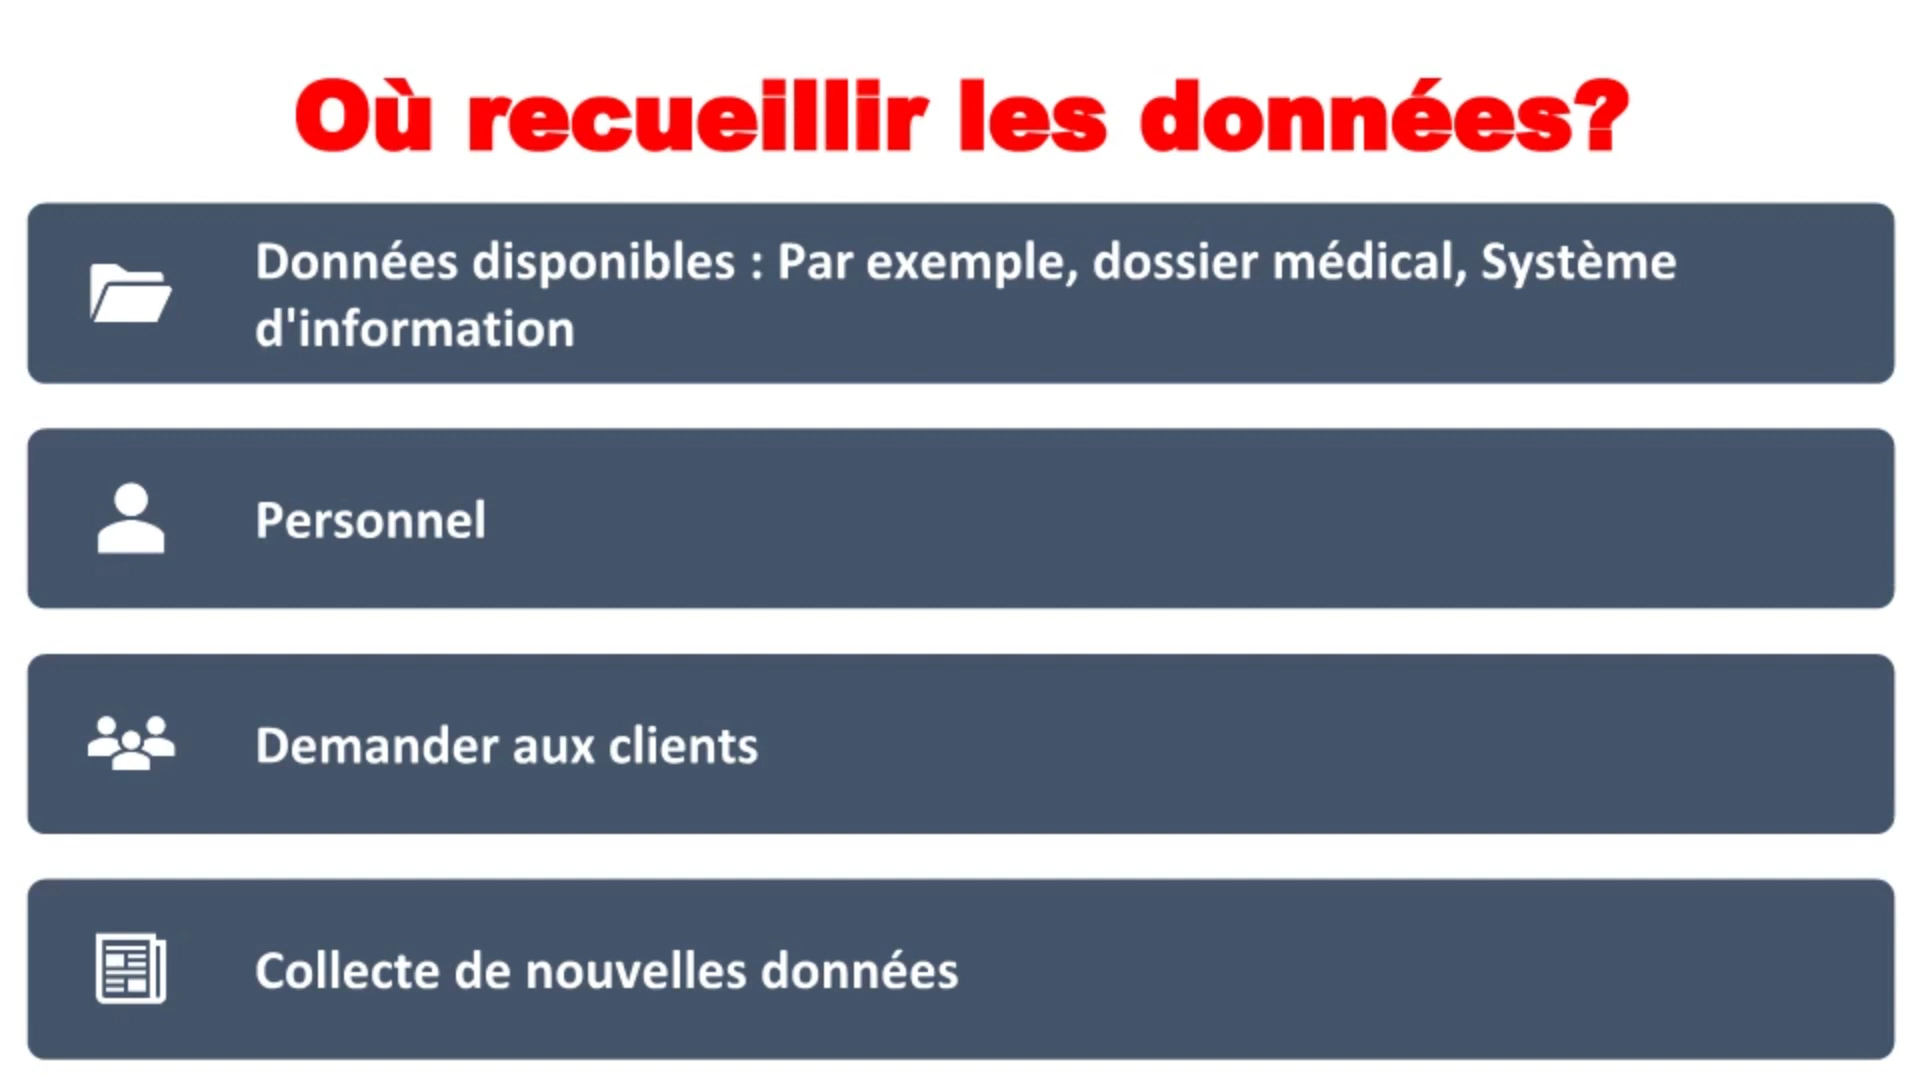 Où recueillir les données?
Données disponibles : Par exemple, dossier médical, Système
d'information
Personnel
Demander aux clients
Collecte de nouvelles données